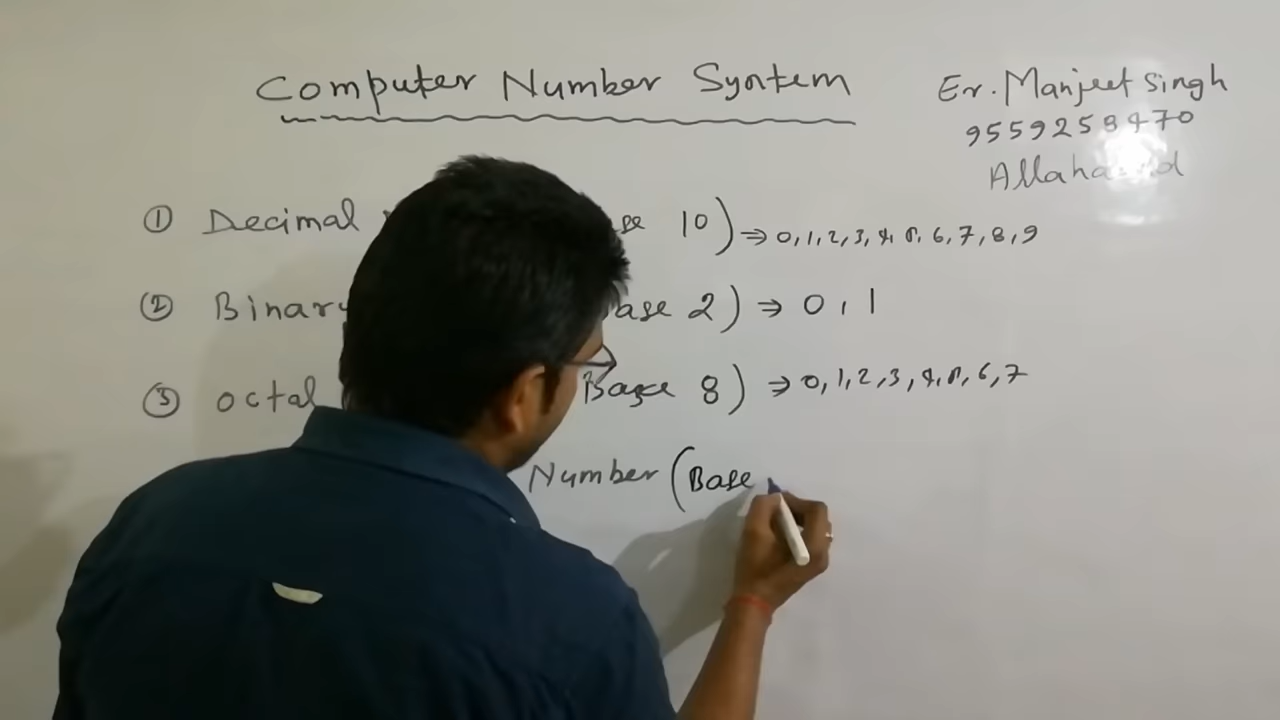 Computer Number System
Er. Manjeet Singh
9559258470
① Decimal 10) ⇒ 0,1,2,3,4,5,6,7,8,9
② Binary 2) ⇒ 0,1
③ octal Base 8) ⇒ 0,1,2,3,4,5,6,7
Number (Base